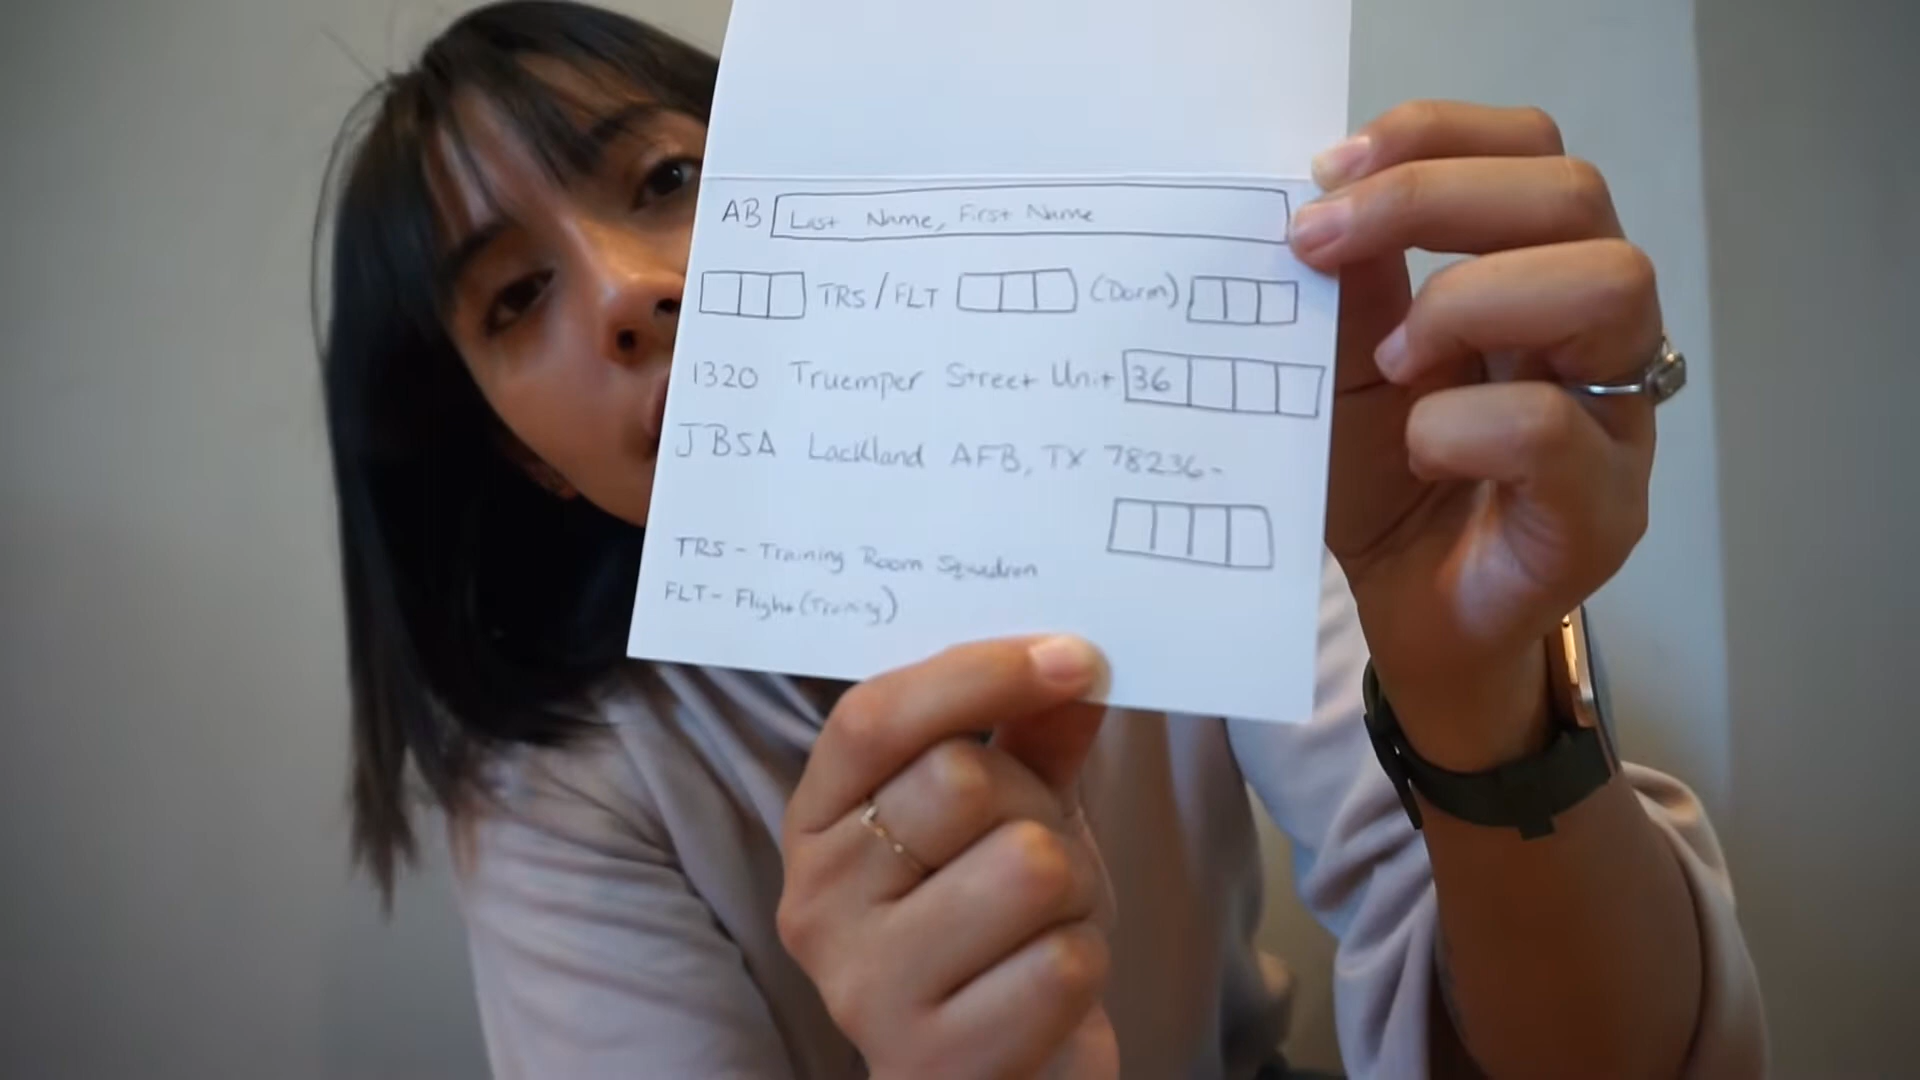 AB Last Name, First Name
TRS/FLT (Dorm)
1320 Truemper Street Unit 36
JBSA Lackland AFB, TX 78236-
TRS - Training Room Squadron
FLT - Flight (Training)